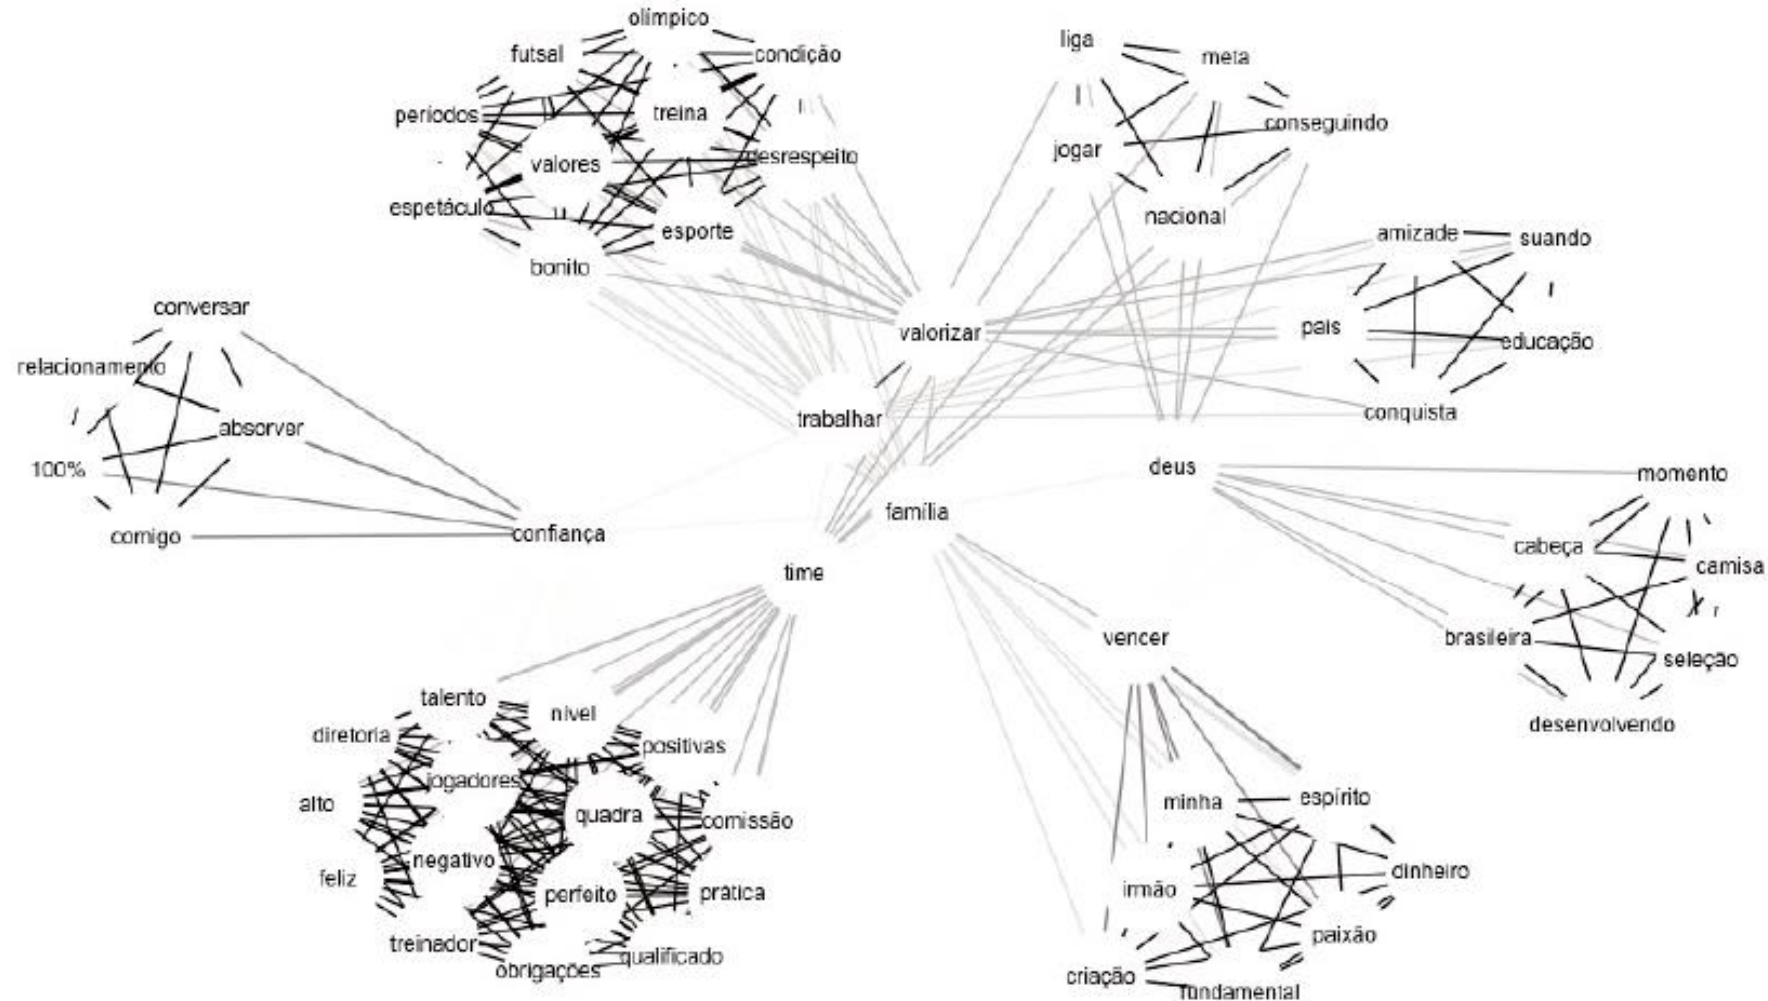 olímpico
futsal
condição
períodos
treina
valores
desrespeito
espetáculo
esporte
bonito
liga
meta
conseguindo
jogar
nacional
amizade
suando
país
educação
conquista
conversar
relacionamento
absorver
100%
comigo
confiança
valorizar
trabalhar
deus
família
time
momento
cabeça
camisa
brasileira
seleção
desenvolvendo
vencer
talento
nível
diretoria
positivas
jogadores
alto
quadra
comissão
negativo
feliz
perfeito
prática
treinador
obrigações
qualificado
minha
espírito
irmão
dinheiro
paixão
criação
fundamental